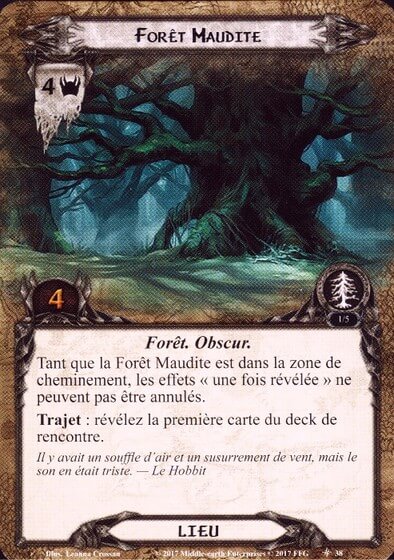 Forêt Maudite
4
4
1/5
Forêt. Obscur.
Tant que la Forêt Maudite est dans la zone de
cheminement, les effets « une fois révélée » ne
peuvent pas être annulés.
Trajet : révélez la première carte du deck de
rencontre.
Il y avait un souffle d'air et un susurrement de vent, mais le
son en était triste. — Le Hobbit
LIEU
Illus. Leanna Crossan © 2017 Middle-earth Enterprises © 2017 FFG 38